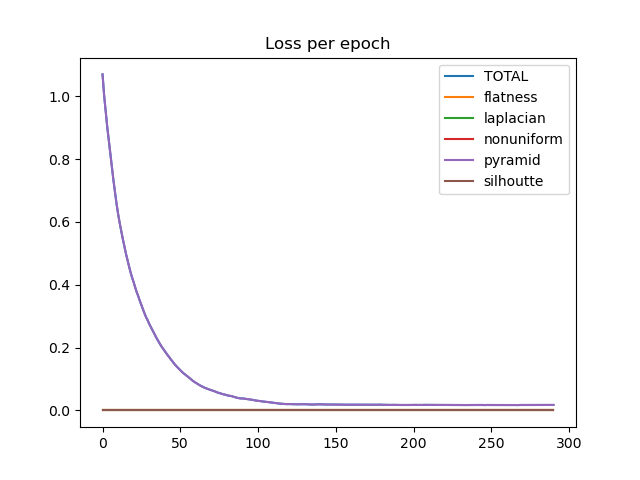 Loss per epoch
TOTAL
flatness
laplacian
nonuniform
pyramid
silhoutte
1.0
0.8
0.6
0.4
0.2
0.0
0 50 100 150 200 250 300